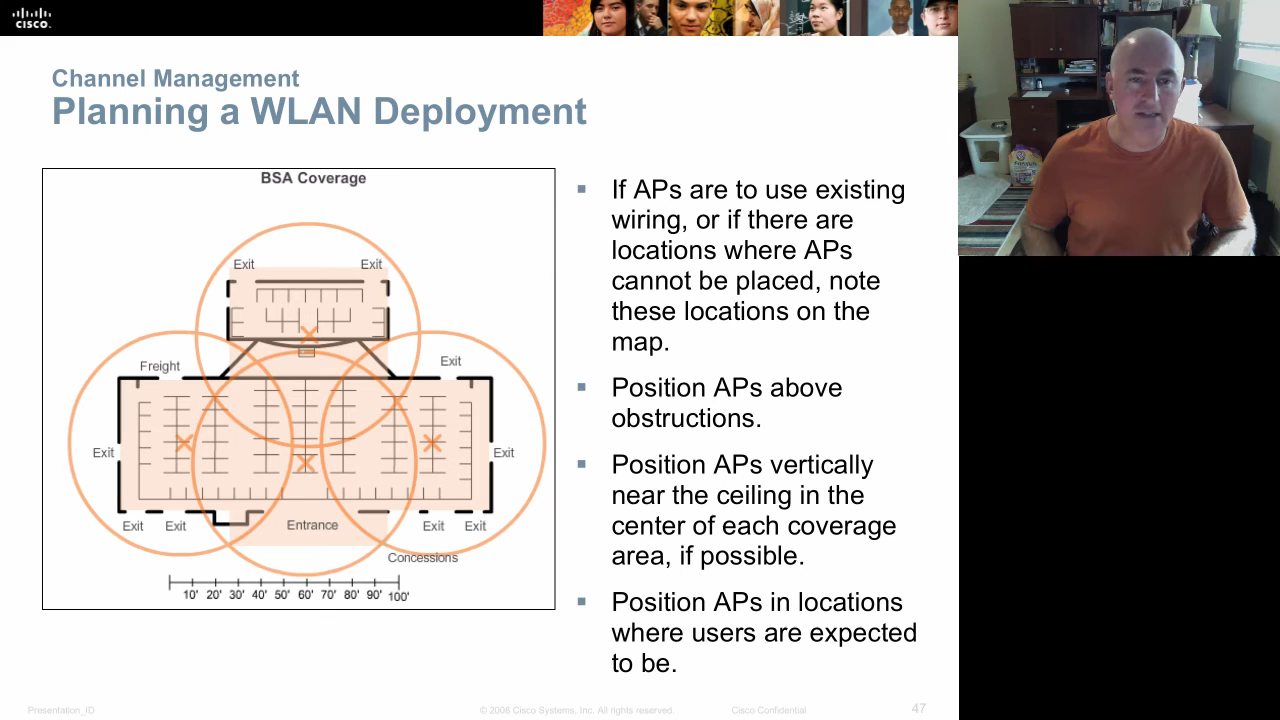 CISCO.
Channel Management
Planning a WLAN Deployment
BSA Coverage
Exit
Exit
Freight
Exit
Exit
Exit
Exit
Exit
Entrance
Exit
Exit
Concessions
10' 20' 30' 40' 50' 60' 70' 80' 90' 100'
If APs are to use existing
wiring, or if there are
locations where APs
cannot be placed, note
these locations on the
map.
Position APs above
obstructions.
Position APs vertically
near the ceiling in the
center of each coverage
area, if possible.
Position APs in locations
where users are expected
to be.
Presentation_ID
© 2008 Cisco Systems, Inc. All rights reserved.
Cisco Confidential
47